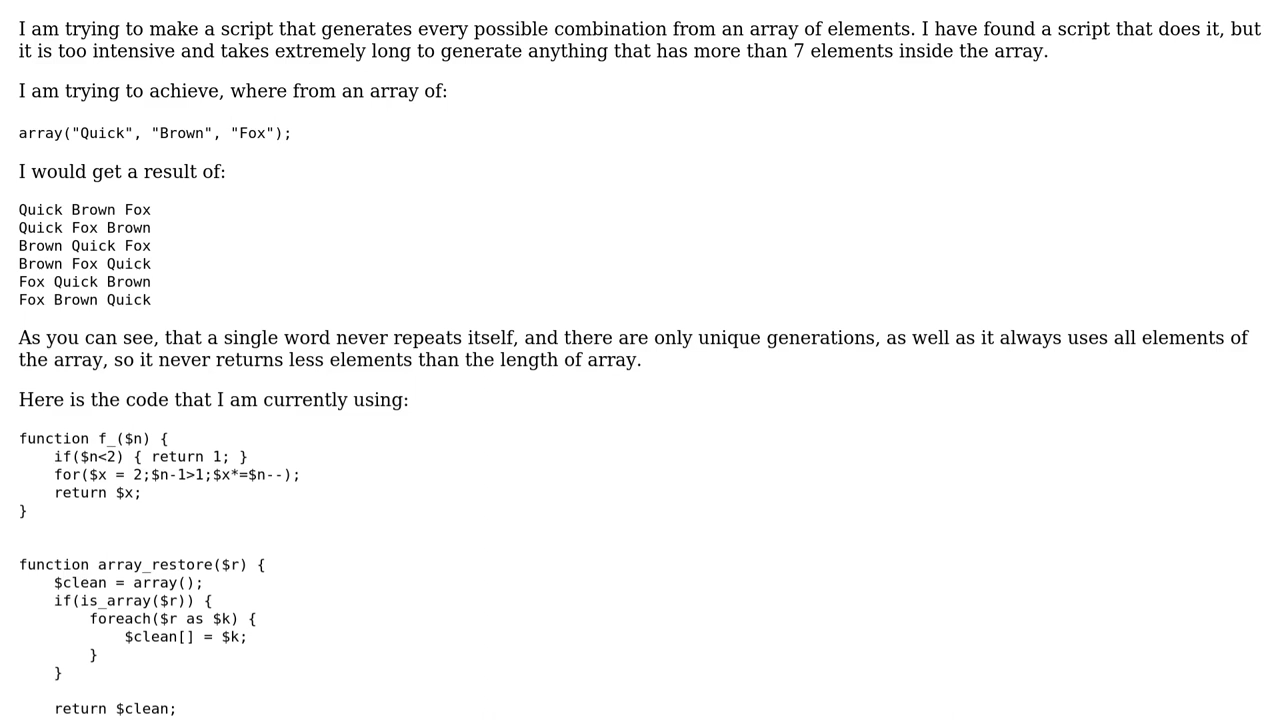 I am trying to make a script that generates every possible combination from an array of elements. I have found a script that does it, but
it is too intensive and takes extremely long to generate anything that has more than 7 elements inside the array.
I am trying to achieve, where from an array of:
array("Quick", "Brown", "Fox");
I would get a result of:
Quick Brown Fox
Quick Fox Brown
Brown Quick Fox
Brown Fox Quick
Fox Quick Brown
Fox Brown Quick
As you can see, that a single word never repeats itself, and there are only unique generations, as well as it always uses all elements of
the array, so it never returns less elements than the length of array.
Here is the code that I am currently using:
function f_($n) {
    if($n<2) { return 1; }
    for($x = 2;$n-1>1;$x*=$n--);
    return $x;
}
function array_restore($r) {
    $clean = array();
    if(is_array($r)) {
        foreach($r as $k) {
            $clean[] = $k;
        }
    }
    return $clean;